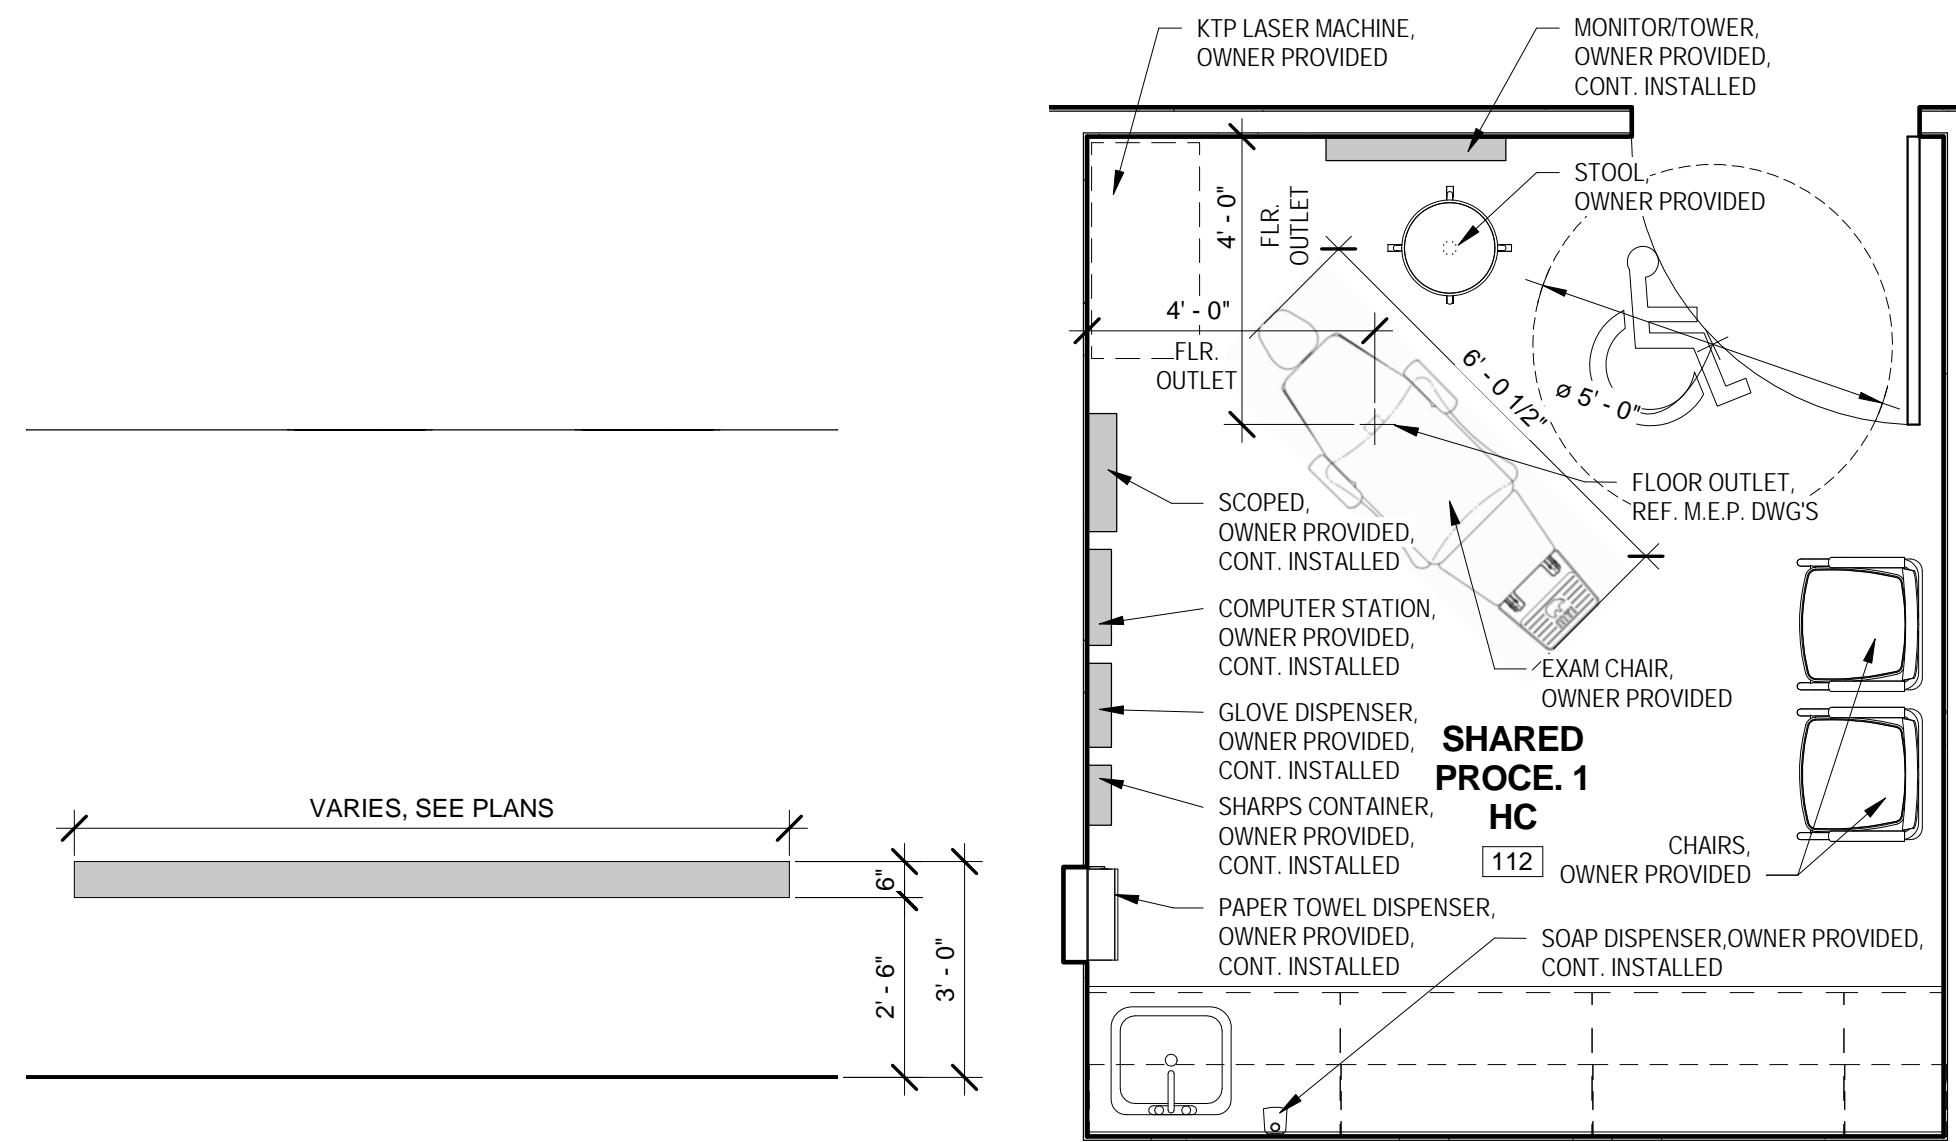 KTP LASER MACHINE,
OWNER PROVIDED
MONITOR/TOWER,
OWNER PROVIDED,
CONT. INSTALLED
STOOL,
OWNER PROVIDED
4' - 0"
FLR.
OUTLET
4' - 0"
FLR.
OUTLET
6' - 0 1/2"
ø 5' - 0"
FLOOR OUTLET,
REF. M.E.P. DWG'S
SCOPED,
OWNER PROVIDED,
CONT. INSTALLED
COMPUTER STATION,
OWNER PROVIDED,
CONT. INSTALLED
MTI
EXAM CHAIR,
OWNER PROVIDED
GLOVE DISPENSER,
OWNER PROVIDED,
CONT. INSTALLED
SHARED
PROCE. 1
HC
112
SHARPS CONTAINER,
OWNER PROVIDED,
CONT. INSTALLED
CHAIRS,
OWNER PROVIDED
PAPER TOWEL DISPENSER,
OWNER PROVIDED,
CONT. INSTALLED
SOAP DISPENSER,OWNER PROVIDED,
CONT. INSTALLED
VARIES, SEE PLANS
6"
2' - 6"
3' - 0"